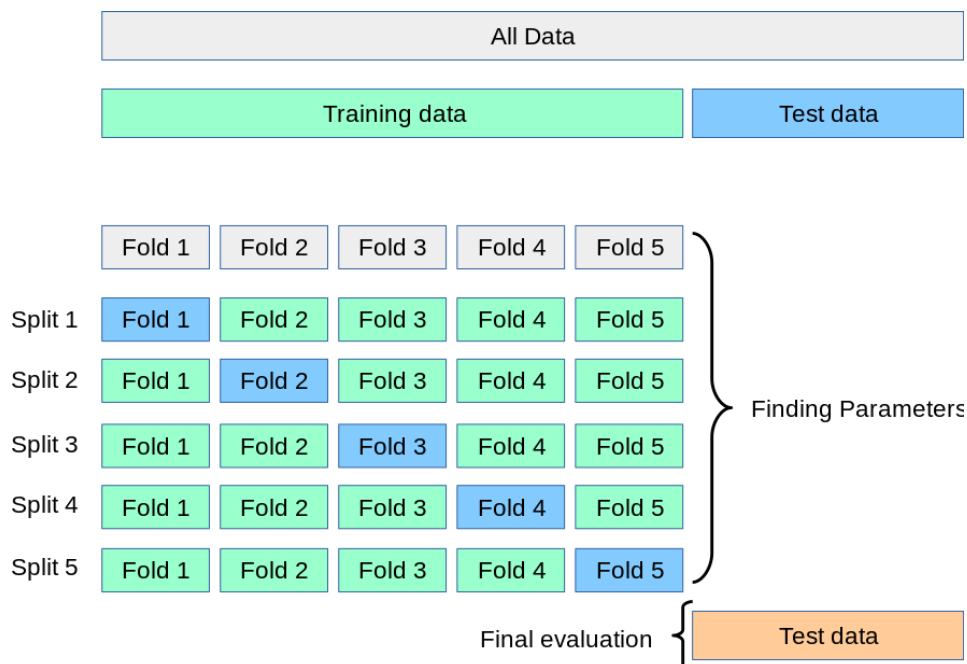 All Data
Training data Test data
Fold 1 Fold 2 Fold 3 Fold 4 Fold 5
Split 1 Fold 1 Fold 2 Fold 3 Fold 4 Fold 5
Split 2 Fold 1 Fold 2 Fold 3 Fold 4 Fold 5
Finding Parameters
Split 3 Fold 1 Fold 2 Fold 3 Fold 4 Fold 5
Split 4 Fold 1 Fold 2 Fold 3 Fold 4 Fold 5
Split 5 Fold 1 Fold 2 Fold 3 Fold 4 Fold 5
Final evaluation Test data